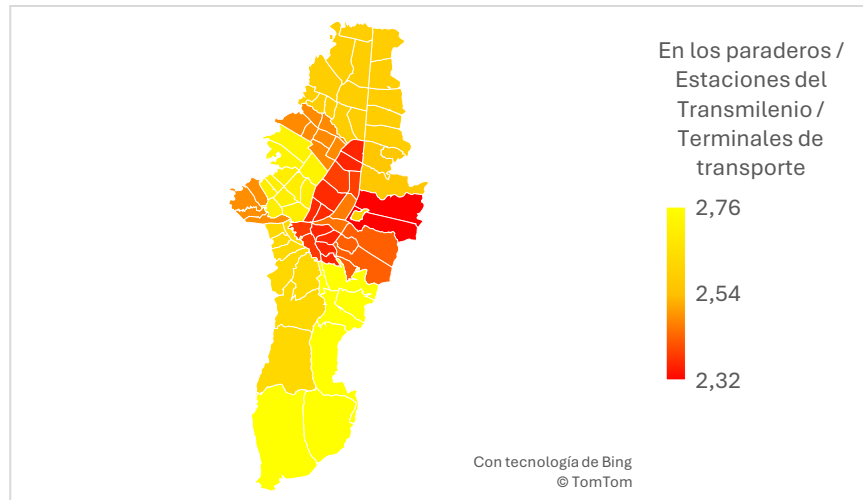 En los paraderos /
Estaciones del
Transmilenio /
Terminales de
transporte
2,76
2,54
2,32
Con tecnología de Bing
© TomTom